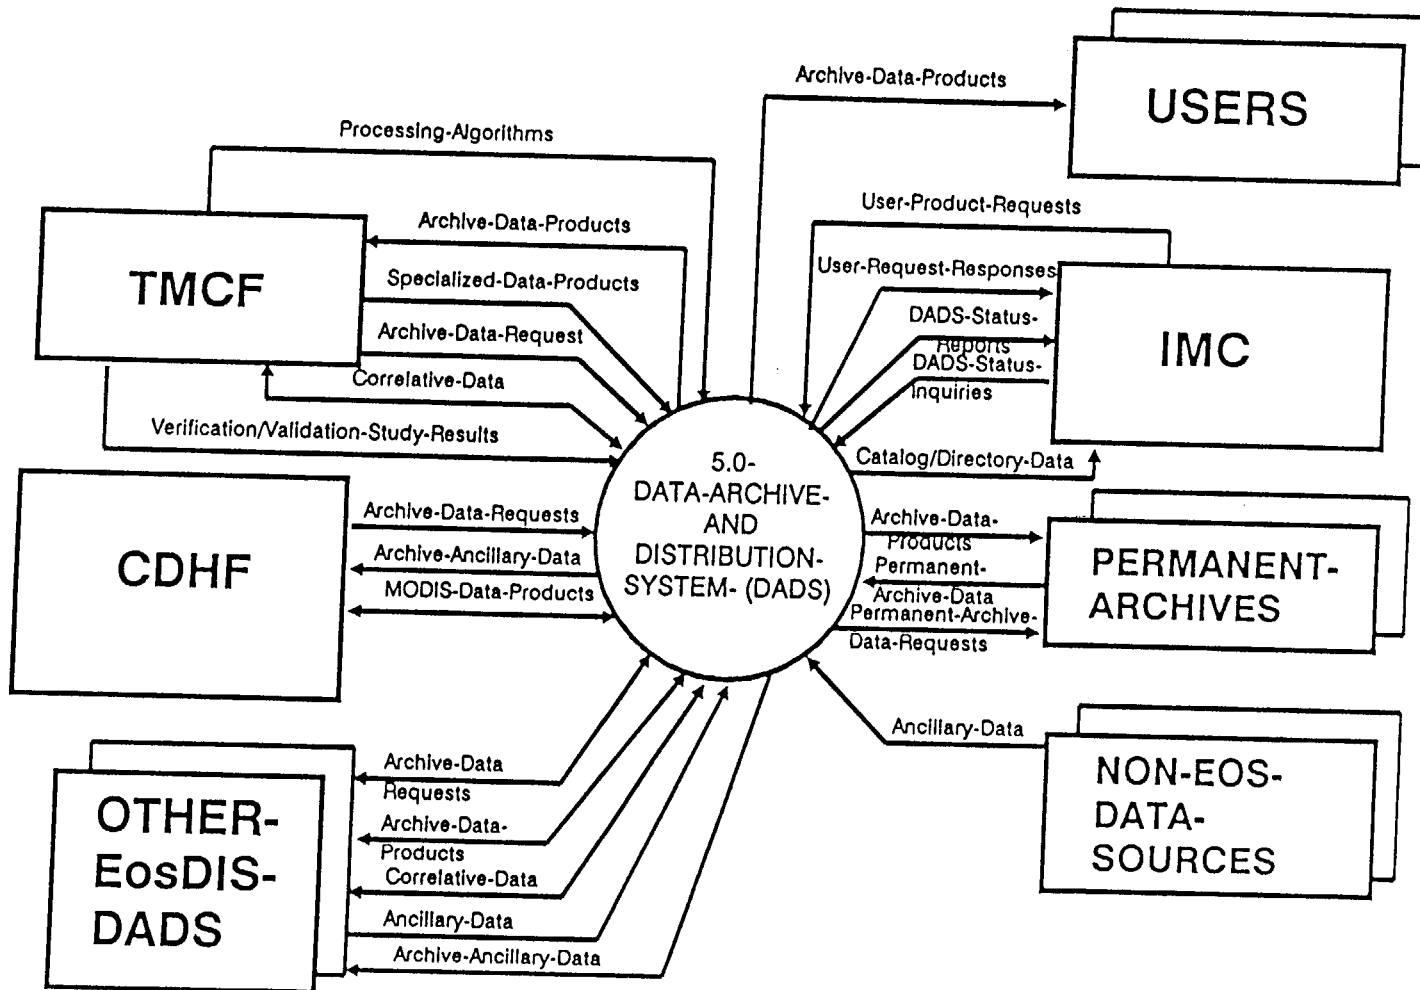 Archive-Data-Products
USERS
Processing-Algorithms
User-Product-Requests
Archive-Data-Products
TMCF
Specialized-Data-Products
Archive-Data-Request
Correlative-Data
Verification/Validation-Study-Results
User-Request-Responses
DADS-Status-
Reports
DADS-Status-
Inquiries
IMC
Catalog/Directory-Data
5.0-
DATA-ARCHIVE-
AND
DISTRIBUTION-
SYSTEM- (DADS)
CDHF
Archive-Data-Requests
Archive-Ancillary-Data
MODIS-Data-Products
Archive-Data-
Products
Permanent-
Archive-Data
Permanent-Archive-
Data-Requests
PERMANENT-
ARCHIVES
Ancillary-Data
NON-EOS-
DATA-
SOURCES
OTHER-
EosDIS-
DADS
Archive-Data
Requests
Archive-Data-
Products
Correlative-Data
Ancillary-Data
Archive-Ancillary-Data